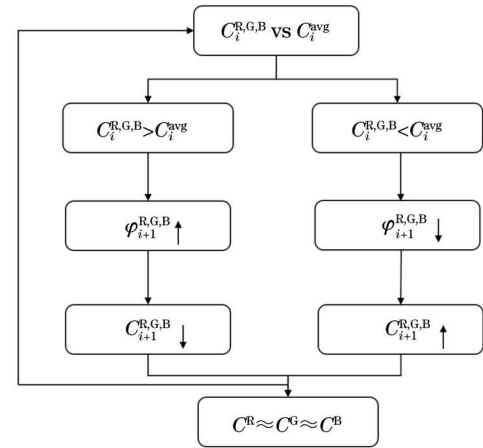 C_i^{R,G,B} vs C_i^{avg}
C_i^{R,G,B}>C_i^{avg}
C_i^{R,G,B}<C_i^{avg}
φ_{i+1}^{R,G,B}↑
φ_{i+1}^{R,G,B}↓
C_{i+1}^{R,G,B}↓
C_{i+1}^{R,G,B}↑
C^R≈C^G≈C^B